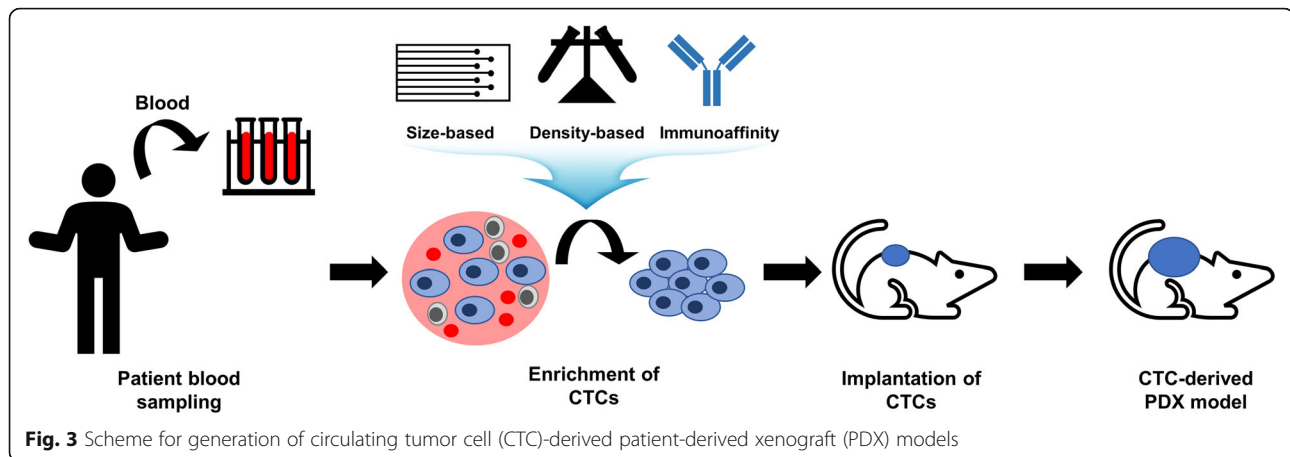 Blood
Size-based Density-based Immunoaffinity
Patient blood
sampling
Enrichment of
CTCs
Implantation of
CTCs
CTC-derived
PDX model
Fig. 3 Scheme for generation of circulating tumor cell (CTC)-derived patient-derived xenograft (PDX) models